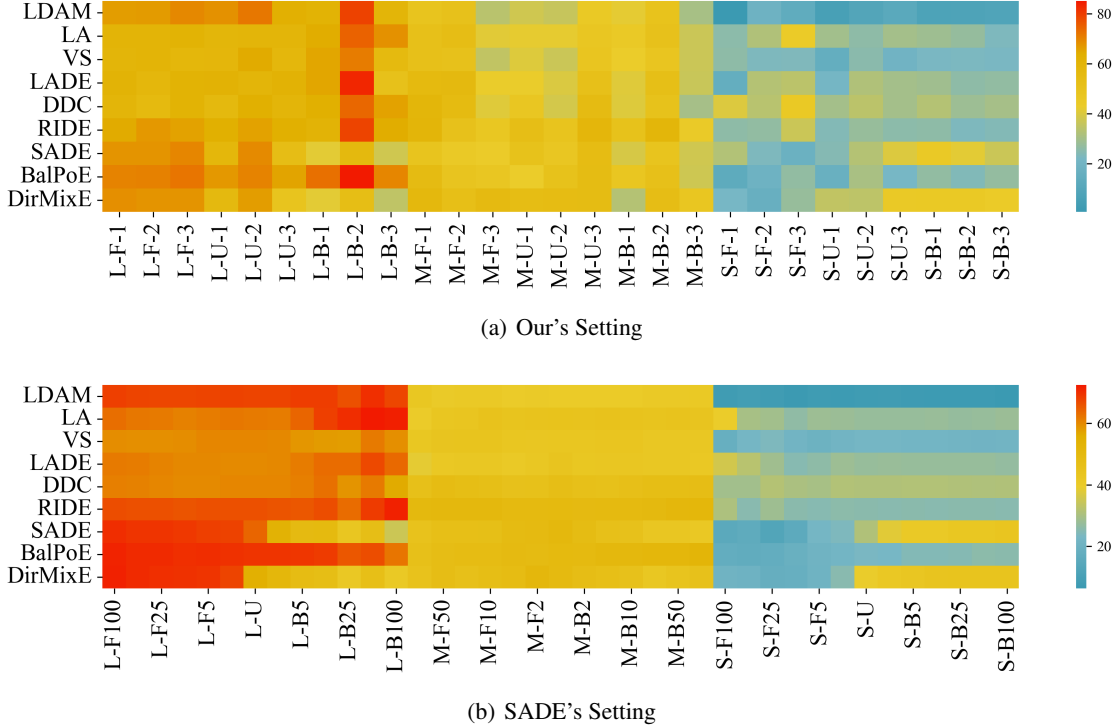 LDAM
LA
VS
LADE
DDC
RIDE
SADE
BalPoE
DirMixE
80
60
40
20
L-F-1 L-F-2 L-F-3 L-U-1 L-U-2 L-U-3 L-B-1 L-B-2 L-B-3 M-F-1 M-F-2 M-F-3 M-U-1 M-U-2 M-U-3 M-B-1 M-B-2 M-B-3 S-F-1 S-F-2 S-F-3 S-U-1 S-U-2 S-U-3 S-B-1 S-B-2 S-B-3
(a) Our's Setting
LDAM
LA
VS
LADE
DDC
RIDE
SADE
BalPoE
DirMixE
60
40
20
L-F100 L-F25 L-F5 L-U L-B5 L-B25 L-B100 M-F50 M-F10 M-F2 M-B2 M-B10 M-B50 S-F100 S-F25 S-F5 S-U S-B5 S-B25 S-B100
(b) SADE's Setting